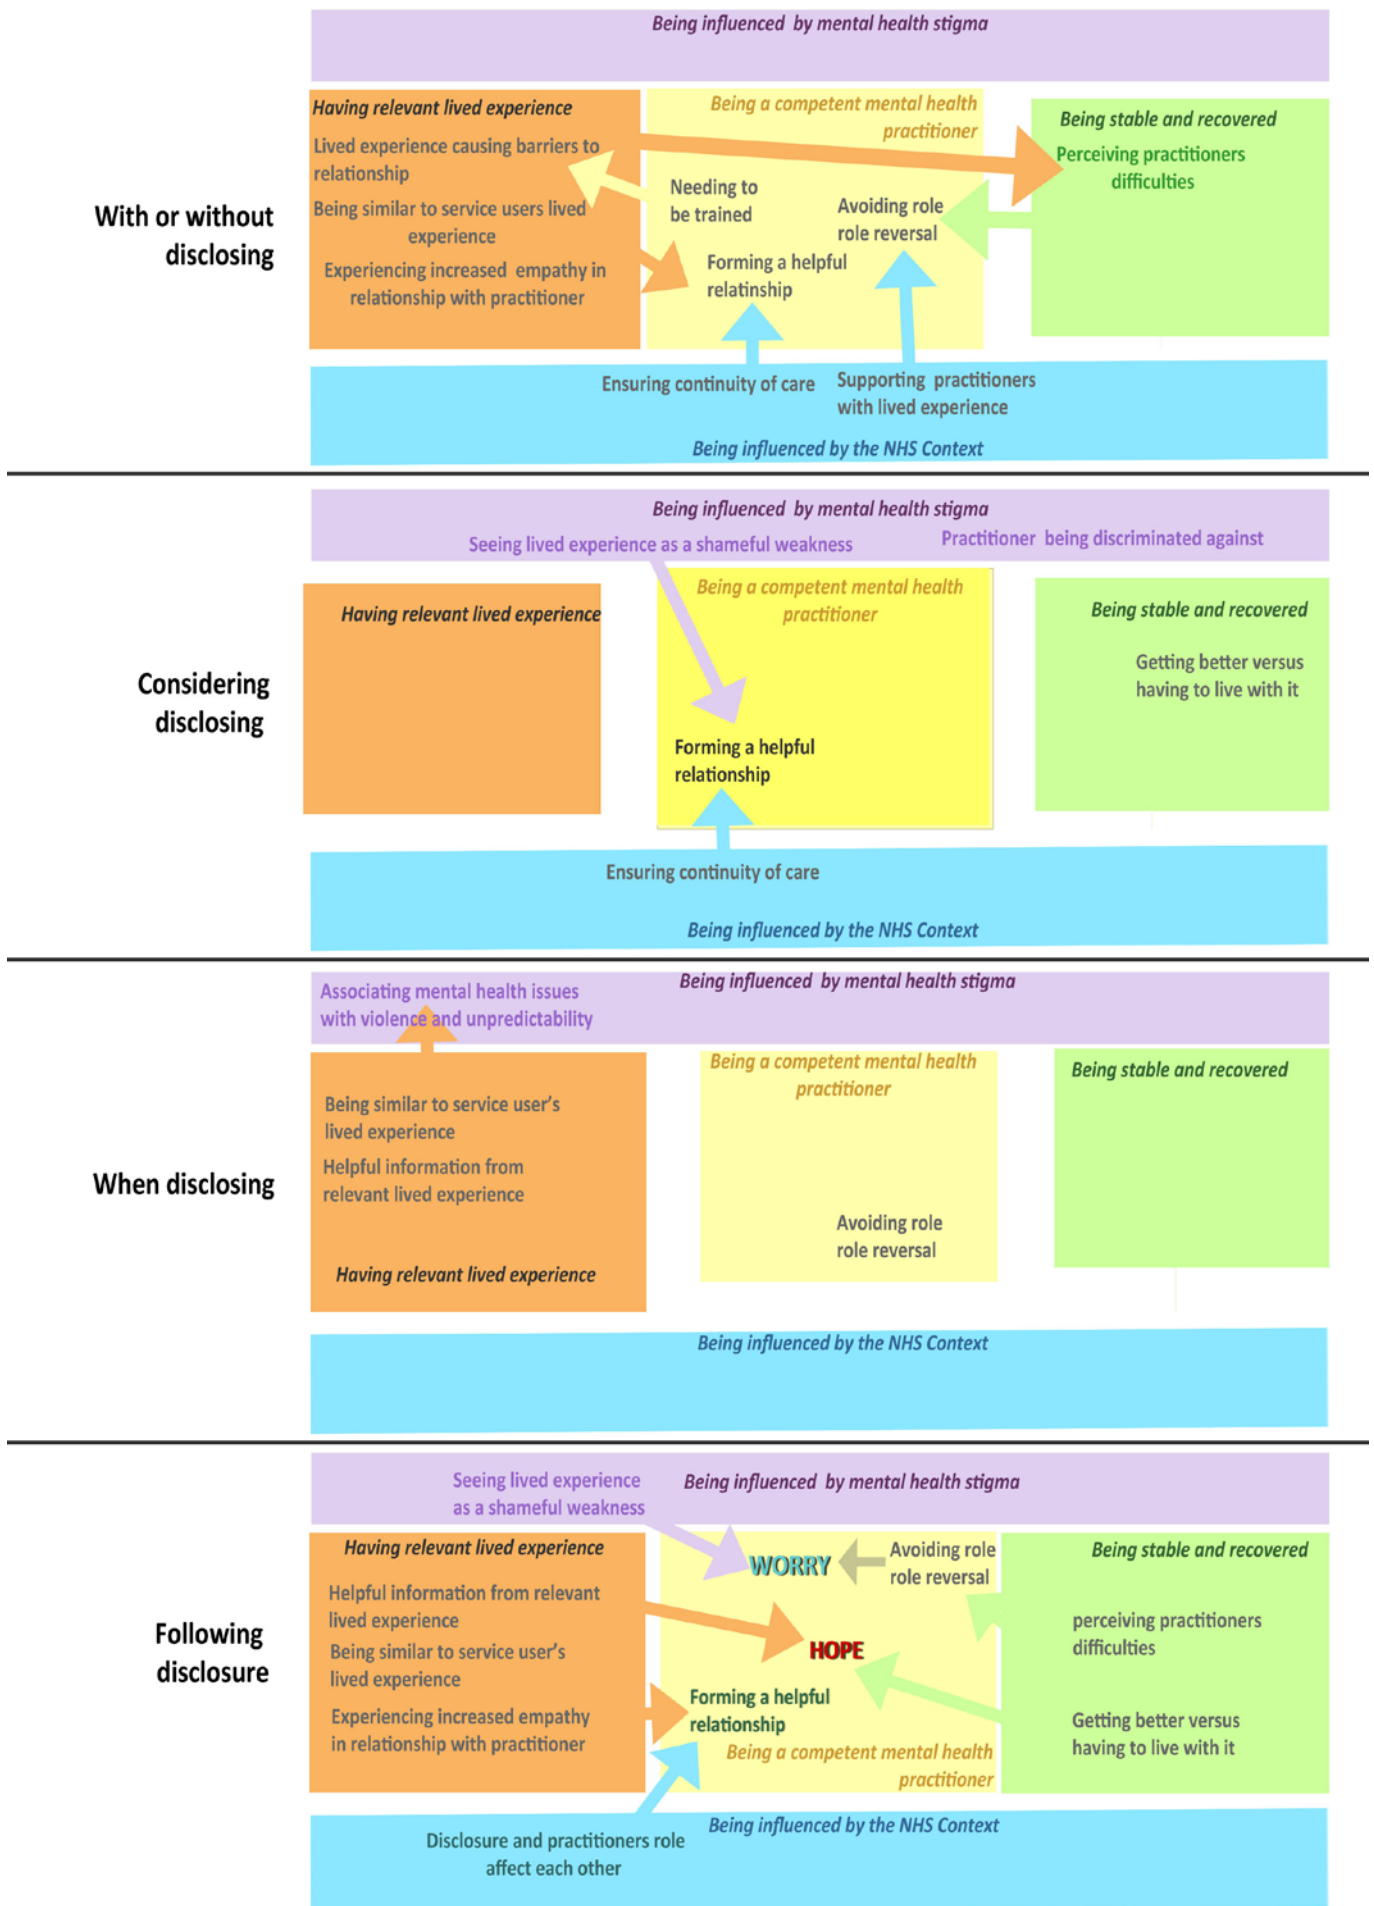 Being influenced by mental health stigma
Having relevant lived experience
Lived experience causing barriers to
relationship
Being similar to service users lived
experience
Experiencing increased empathy in
relationship with practitioner
Being a competent mental health
practitioner
Needing to
be trained
Avoiding role
role reversal
Forming a helpful
relatinship
Being stable and recovered
Perceiving practitioners
difficulties
With or without
disclosing
Ensuring continuity of care
Supporting practitioners
with lived experience
Being influenced by the NHS Context
Being influenced by mental health stigma
Seeing lived experience as a shameful weakness
Practitioner being discriminated against
Having relevant lived experience
Being a competent mental health
practitioner
Forming a helpful
relationship
Being stable and recovered
Getting better versus
having to live with it
Considering
disclosing
Ensuring continuity of care
Being influenced by the NHS Context
Being influenced by mental health stigma
Associating mental health issues
with violence and unpredictability
Being similar to service user's
lived experience
Helpful information from
relevant lived experience
Having relevant lived experience
Being a competent mental health
practitioner
Avoiding role
role reversal
Being stable and recovered
When disclosing
Being influenced by the NHS Context
Seeing lived experience
as a shameful weakness
Being influenced by mental health stigma
Having relevant lived experience
Helpful information from relevant
lived experience
Being similar to service user's
lived experience
Experiencing increased empathy
in relationship with practitioner
WORRY
Avoiding role
role reversal
HOPE
Forming a helpful
relationship
Being a competent mental health
practitioner
Being stable and recovered
perceiving practitioners
difficulties
Getting better versus
having to live with it
Following
disclosure
Being influenced by the NHS Context
Disclosure and practitioners role
affect each other